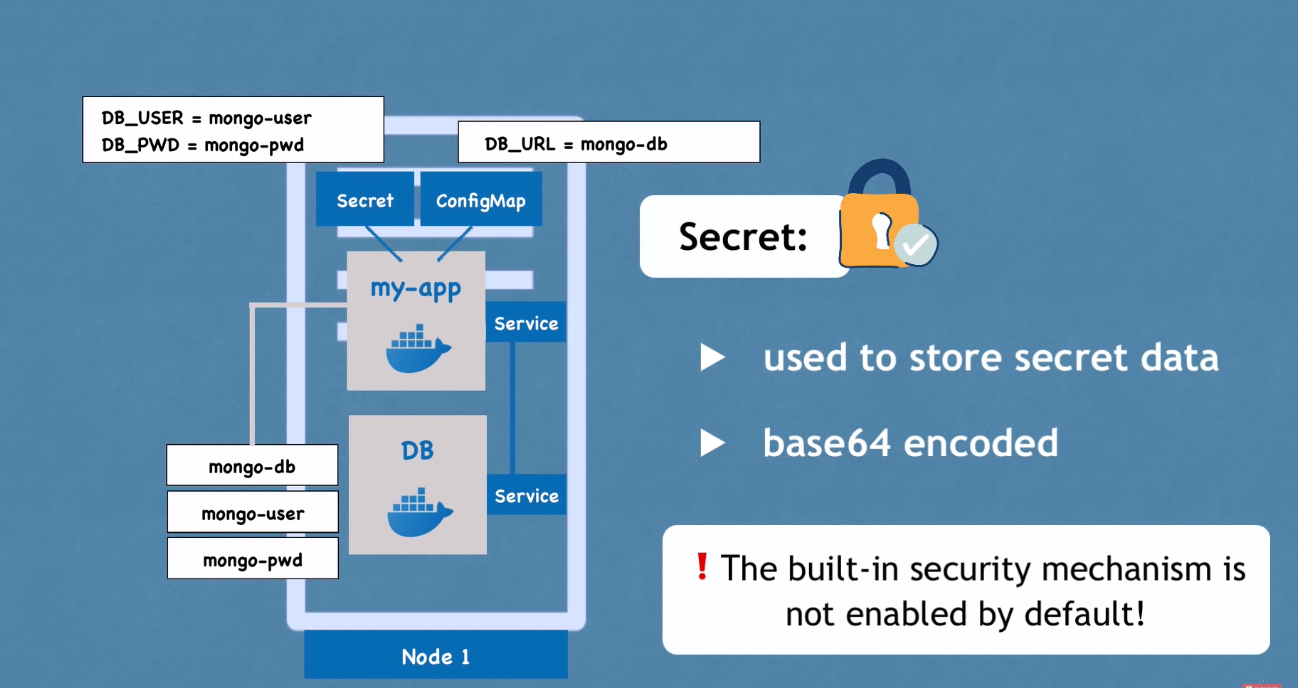 DB_USER = mongo-user
DB_PWD = mongo-pwd
DB_URL = mongo-db
Secret
ConfigMap
my-app
Service
DB
Service
mongo-db
mongo-user
mongo-pwd
Node 1
Secret:
used to store secret data
base64 encoded
! The built-in security mechanism is
not enabled by default!